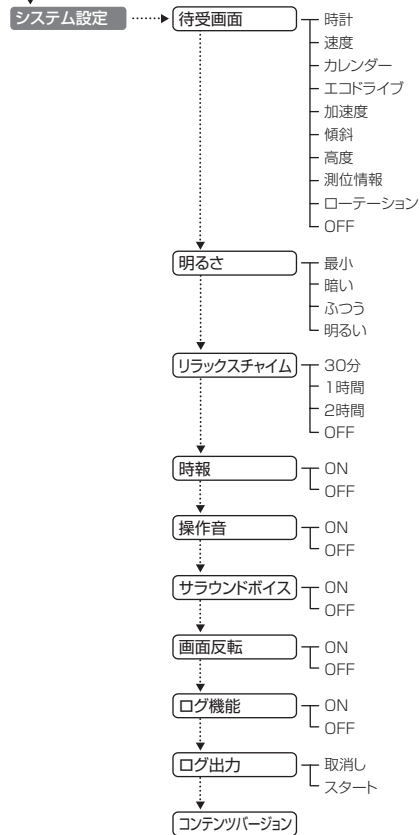 システム設定
待受画面
時計
速度
カレンダー
エコドライブ
加速度
傾斜
高度
測位情報
ローテーション
OFF
明るさ
最小
暗い
ふつう
明るい
リラックスチャイム
30分
1時間
2時間
OFF
時報
ON
OFF
操作音
ON
OFF
サラウンドボイス
ON
OFF
画面反転
ON
OFF
ログ機能
ON
OFF
ログ出力
取消し
スタート
コンテンツバージョン